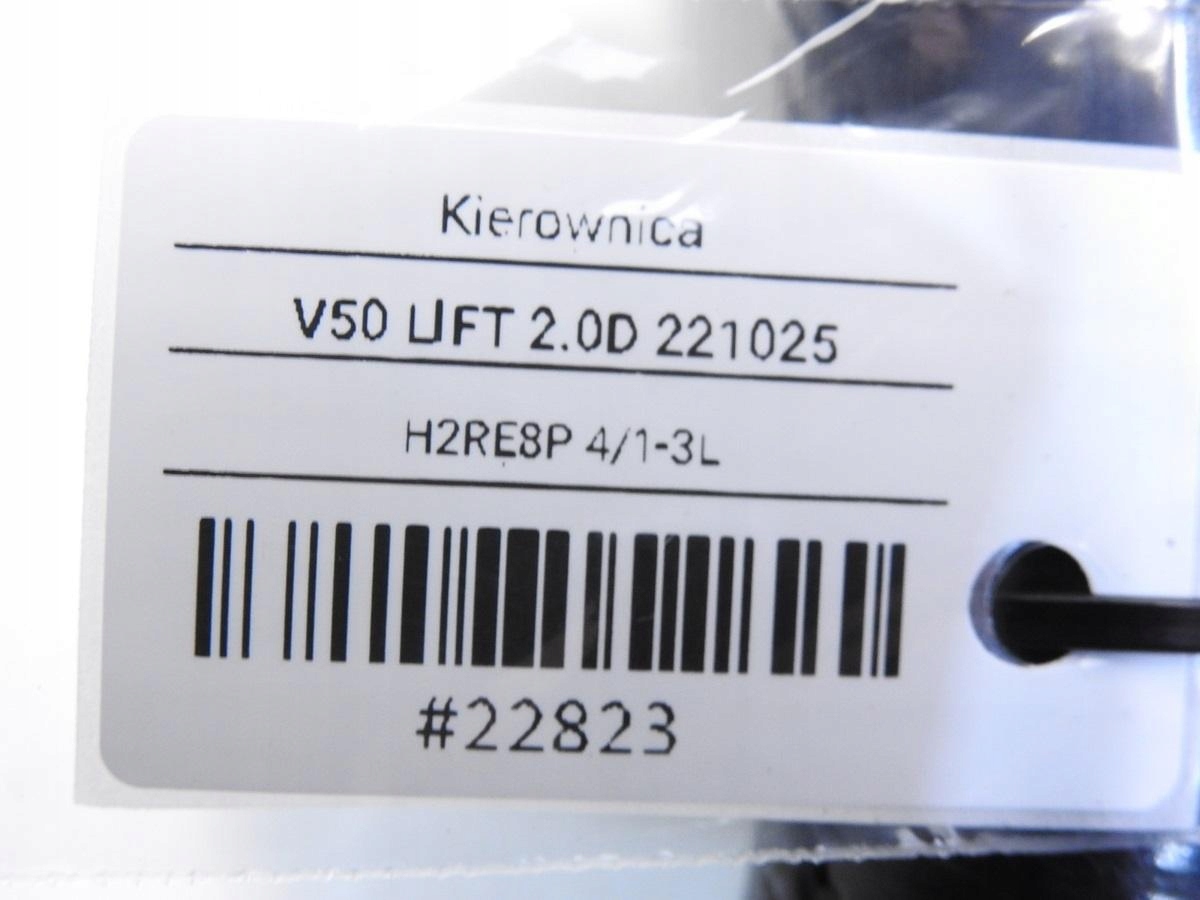 Kierownica
V50 LIFT 2.0D 221025
H2RE8P 4/1-3L
#22823